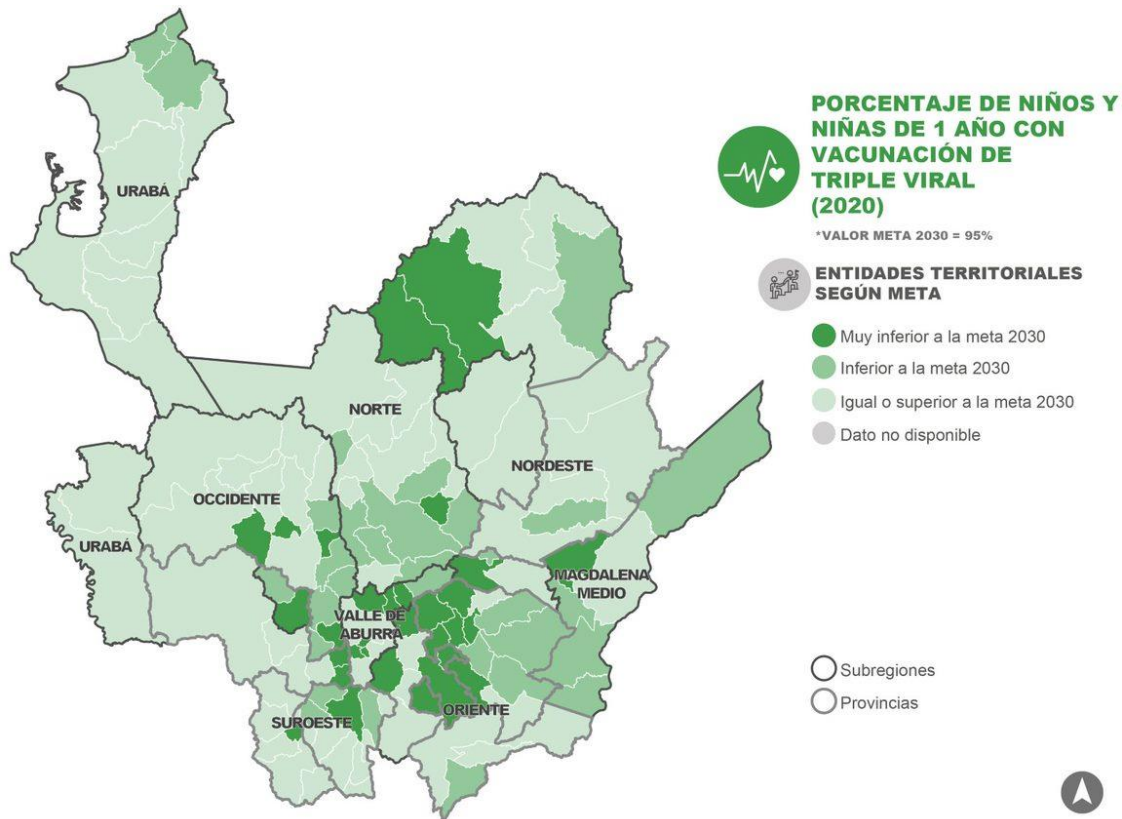 PORCENTAJE DE NIÑOS Y
NIÑAS DE 1 AÑO CON
VACUNACIÓN DE
TRIPLE VIRAL
(2020)
*VALOR META 2030 = 95%
ENTIDADES TERRITORIALES
SEGÚN META
Muy inferior a la meta 2030
Inferior a la meta 2030
Igual o superior a la meta 2030
Dato no disponible
Subregiones
Provincias
URABÁ
NORTE
NORDESTE
OCCIDENTE
URABÁ
MAGDALENA
MEDIO
VALLE DE
ABURRA
SUROESTE
ORIENTE